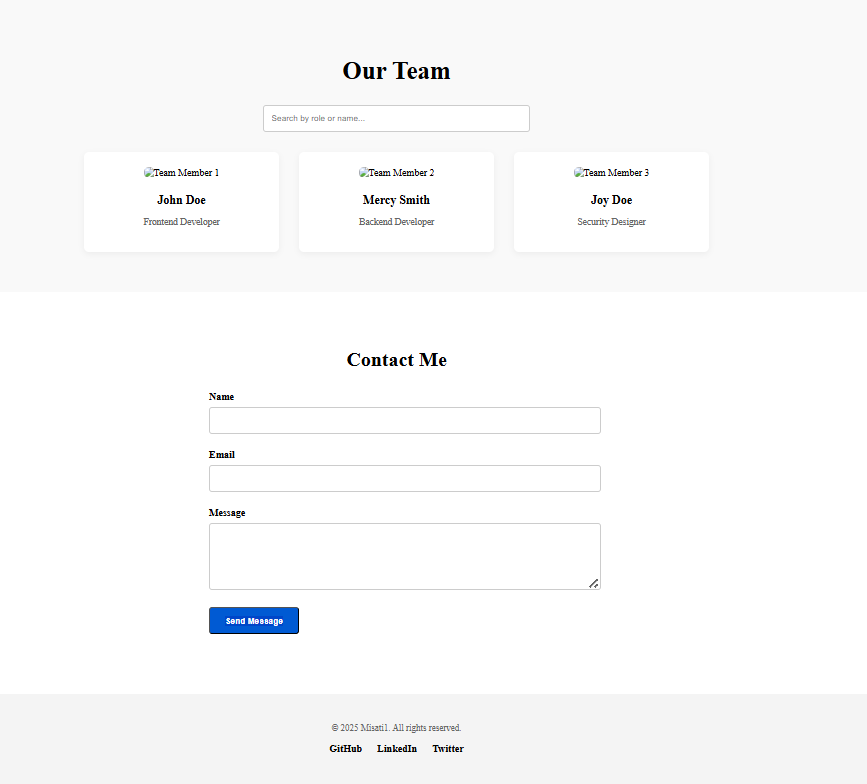 Our Team
Search by role or name...
Team Member 1
Team Member 2
Team Member 3
John Doe
Mercy Smith
Joy Doe
Frontend Developer
Backend Developer
Security Designer
Contact Me
Name
Email
Message
Send Message
© 2025 Misati1. All rights reserved.
GitHub LinkedIn Twitter